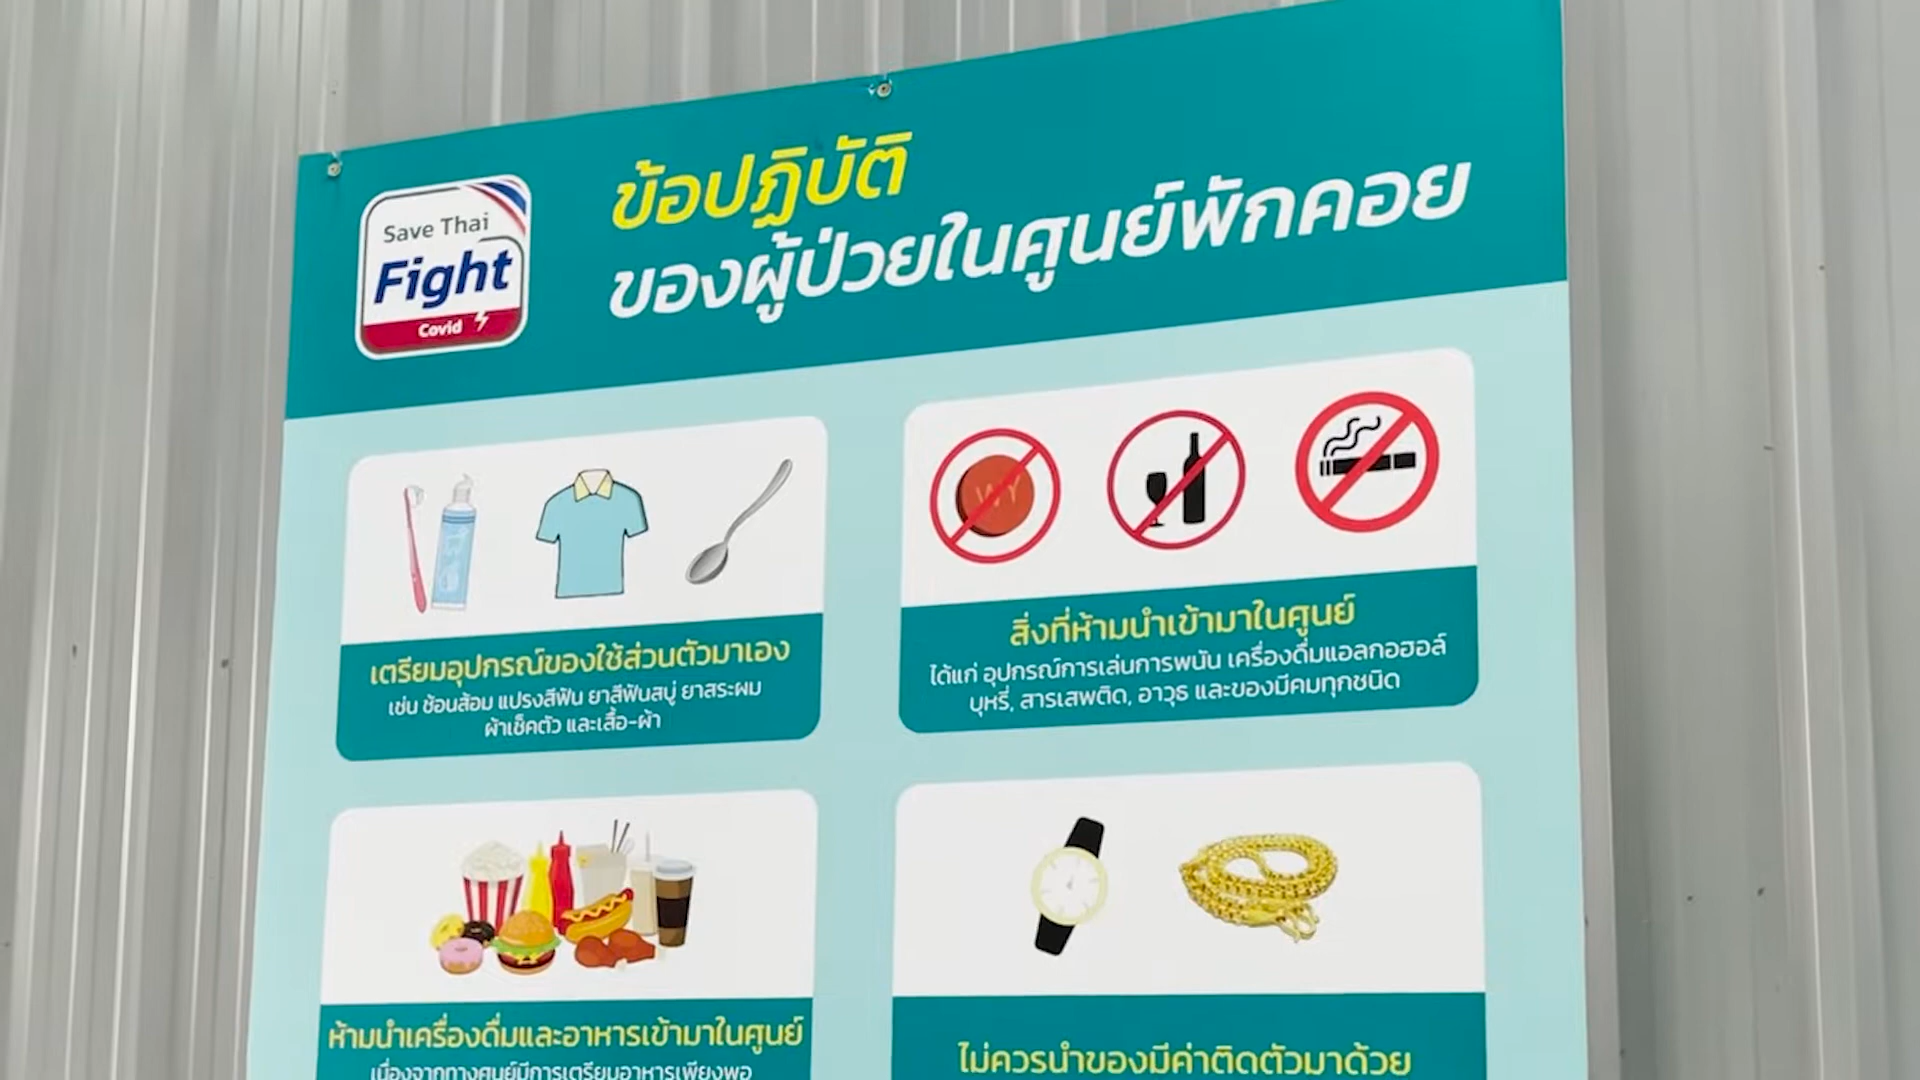 Save Thai
Fight
Covid
ข้อปฏิบัติ
ของผู้ป่วยในศูนย์พักคอย
WY
เตรียมอุปกรณ์ของใช้ส่วนตัวมาเอง
เช่น ช้อนส้อม แปรงสีฟัน ยาสีฟันสบู่ ยาสระผม
ผ้าเช็คตัว และเสื้อ-ผ้า
สิ่งที่ห้ามนำเข้ามาในศูนย์
ได้แก่ อุปกรณ์การเล่นการพนัน เครื่องดื่มแอลกอฮอล์
บุหรี่, สารเสพติด, อาวุธ และของมีคมทุกชนิด
ห้ามนำเครื่องดื่มและอาหารเข้ามาในศูนย์
เนื่องจากทางศูนย์มีการเตรียมอาหารเพียงพอ
ไม่ควรนำของมีค่าติดตัวมาด้วย